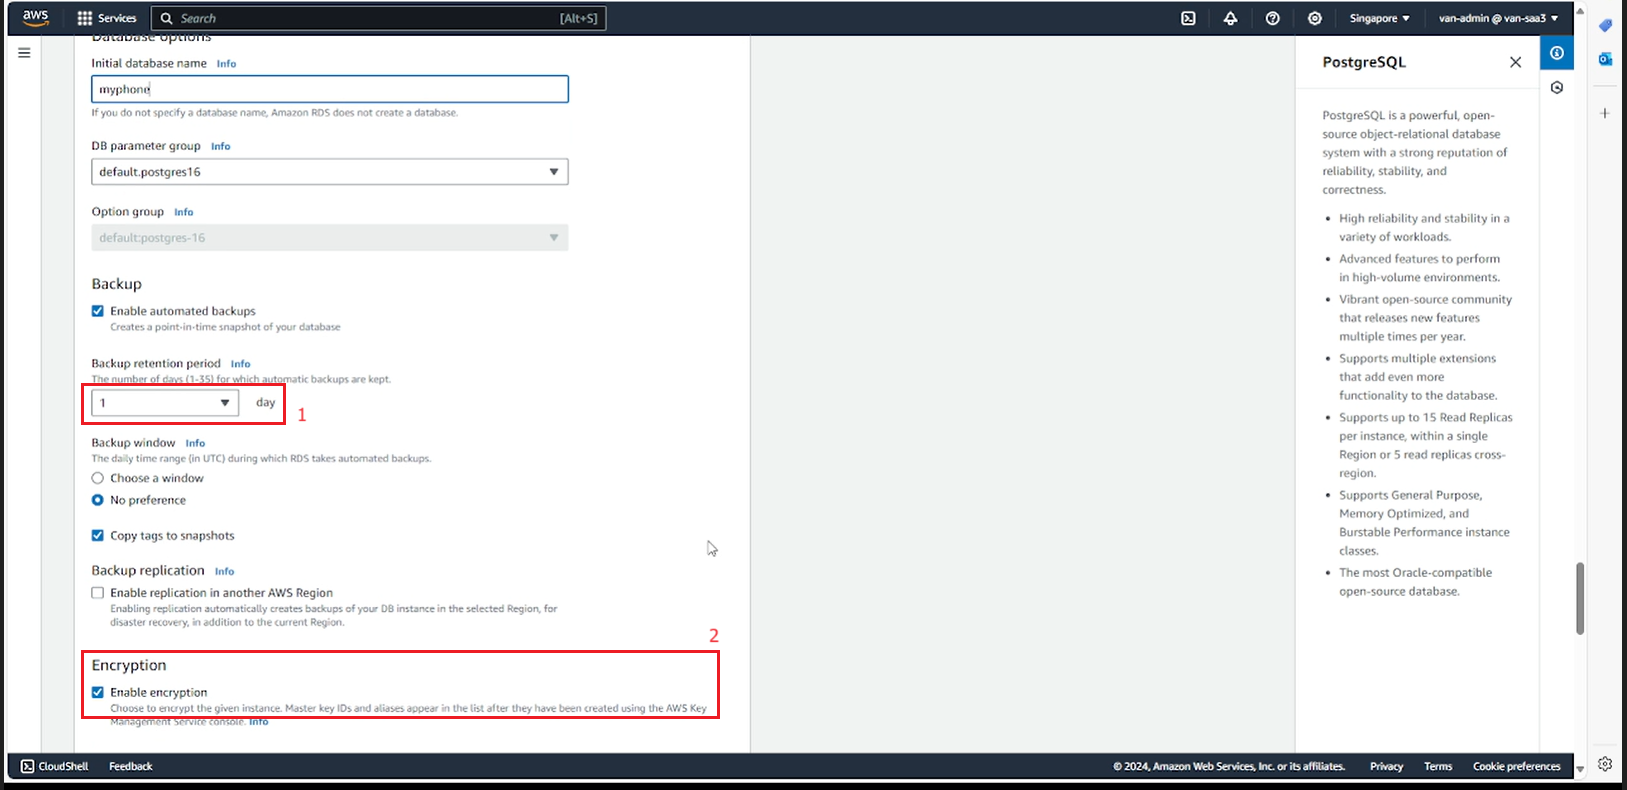 aws
Services
Search
[Alt+S]
Singapore
van-admin @ van-saa3
Database options
Initial database name Info
myphone
If you do not specify a database name, Amazon RDS does not create a database.
DB parameter group Info
default.postgres16
Option group Info
default:postgres-16
Backup
Enable automated backups
Creates a point-in-time snapshot of your database
Backup retention period Info
The number of days (1-35) for which automatic backups are kept.
1 day
1
Backup window Info
The daily time range (in UTC) during which RDS takes automated backups.
Choose a window
No preference
Copy tags to snapshots
Backup replication Info
Enable replication in another AWS Region
Enabling replication automatically creates backups of your DB instance in the selected Region, for
disaster recovery, in addition to the current Region.
2
Encryption
Enable encryption
Choose to encrypt the given instance. Master key IDs and aliases appear in the list after they have been created using the AWS Key
Management Service console. Info
PostgreSQL
PostgreSQL is a powerful, open-
source object-relational database
system with a strong reputation of
reliability, stability, and
correctness.
• High reliability and stability in a
variety of workloads.
• Advanced features to perform
in high-volume environments.
• Vibrant open-source community
that releases new features
multiple times per year.
• Supports multiple extensions
that add even more
functionality to the database.
• Supports up to 15 Read Replicas
per instance, within a single
Region or 5 read replicas cross-
region.
• Supports General Purpose,
Memory Optimized, and
Burstable Performance instance
classes.
• The most Oracle-compatible
open-source database.
CloudShell
Feedback
© 2024, Amazon Web Services, Inc. or its affiliates.
Privacy
Terms
Cookie preferences